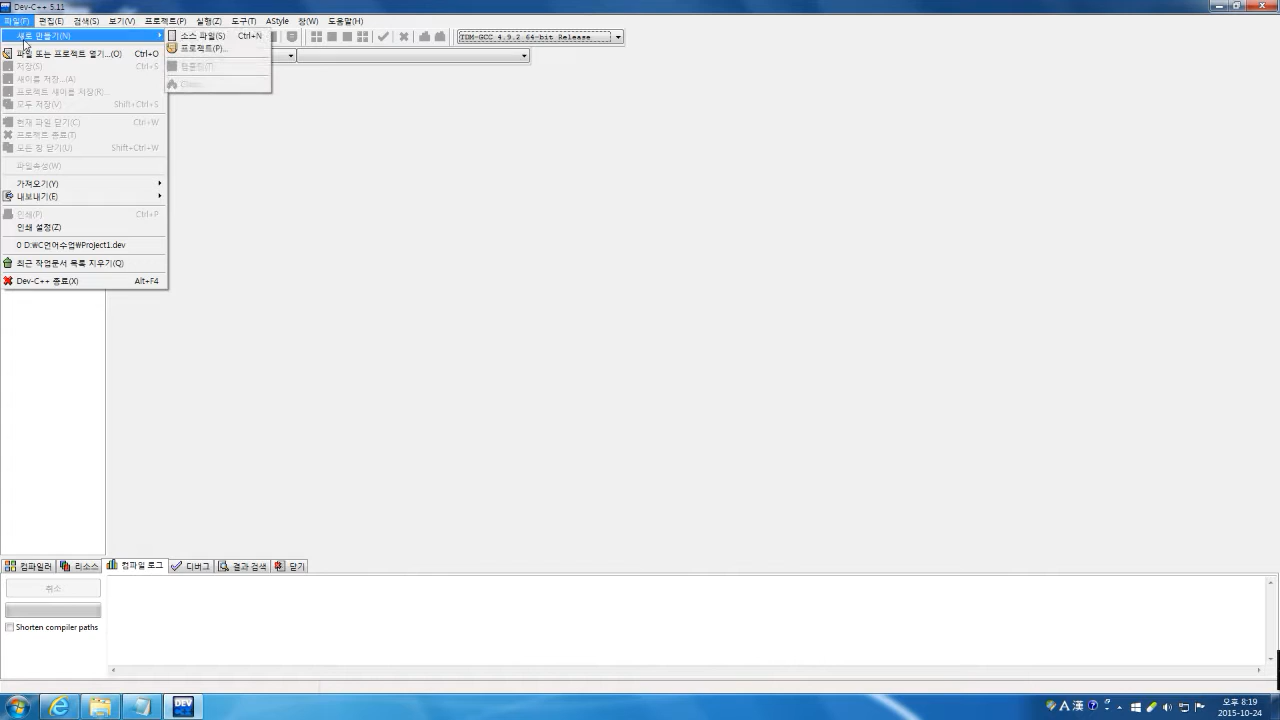 Dev-C++ 5.11
파일(F) 편집(E) 검색(S) 보기(V) 프로젝트(P) 실행(Z) 도구(T) AStyle 창(W) 도움말(H)
새로 만들기(N)
소스 파일(S) Ctrl+N
TDM-GCC 4.9.2 64-bit Release
프로젝트(P)...
파일 또는 프로젝트 열기...(O) Ctrl+O
저장(S) Ctrl+S
템플릿(T)
새이름 저장...(A)
Class...
프로젝트 새이름 저장(R)...
모두 저장(V) Shift+Ctrl+S
현재 파일 닫기(C) Ctrl+W
프로젝트 종료(T)
모든 창 닫기(U) Shift+Ctrl+W
파일속성(W)
가져오기(Y)
내보내기(E)
인쇄(P) Ctrl+P
인쇄 설정(Z)
0 D:₩C언어수업₩Project1.dev
최근 작업문서 목록 지우기(Q)
Dev-C++ 종료(X) Alt+F4
컴파일러 리소스 컴파일 로그 디버그 결과 검색 닫기
취소
Shorten compiler paths
DEV
A 漢
오후 8:19
2015-10-24